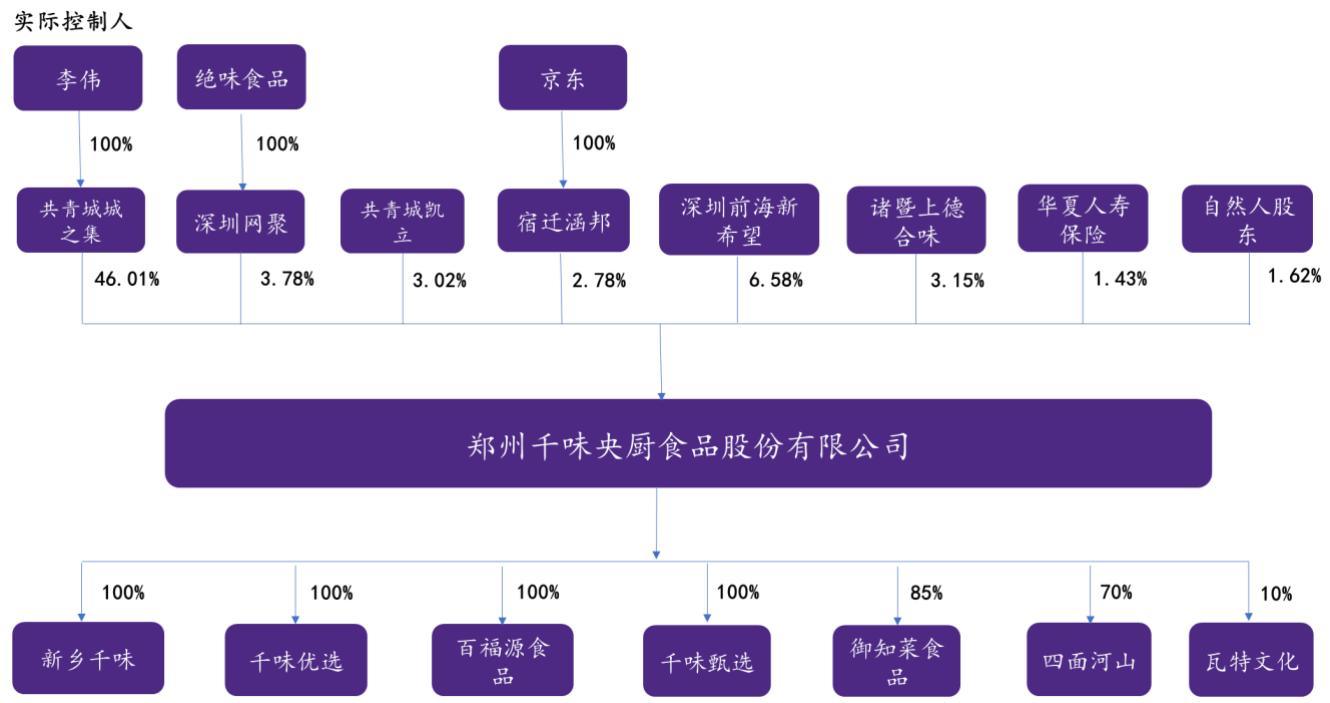 实际控制人
李伟
绝味食品
京东
100%
100%
100%
共青城城
之集
深圳网聚
共青城凯
立
宿迁涵邦
深圳前海新
希望
诸暨上德
合味
华夏人寿
保险
自然人股
东
46.01%
3.78%
3.02%
2.78%
6.58%
3.15%
1.43%
1.62%
郑州千味央厨食品股份有限公司
100%
100%
100%
100%
85%
70%
10%
新乡千味
千味优选
百福源食
品
千味甄选
御知菜食
品
四面河山
瓦特文化